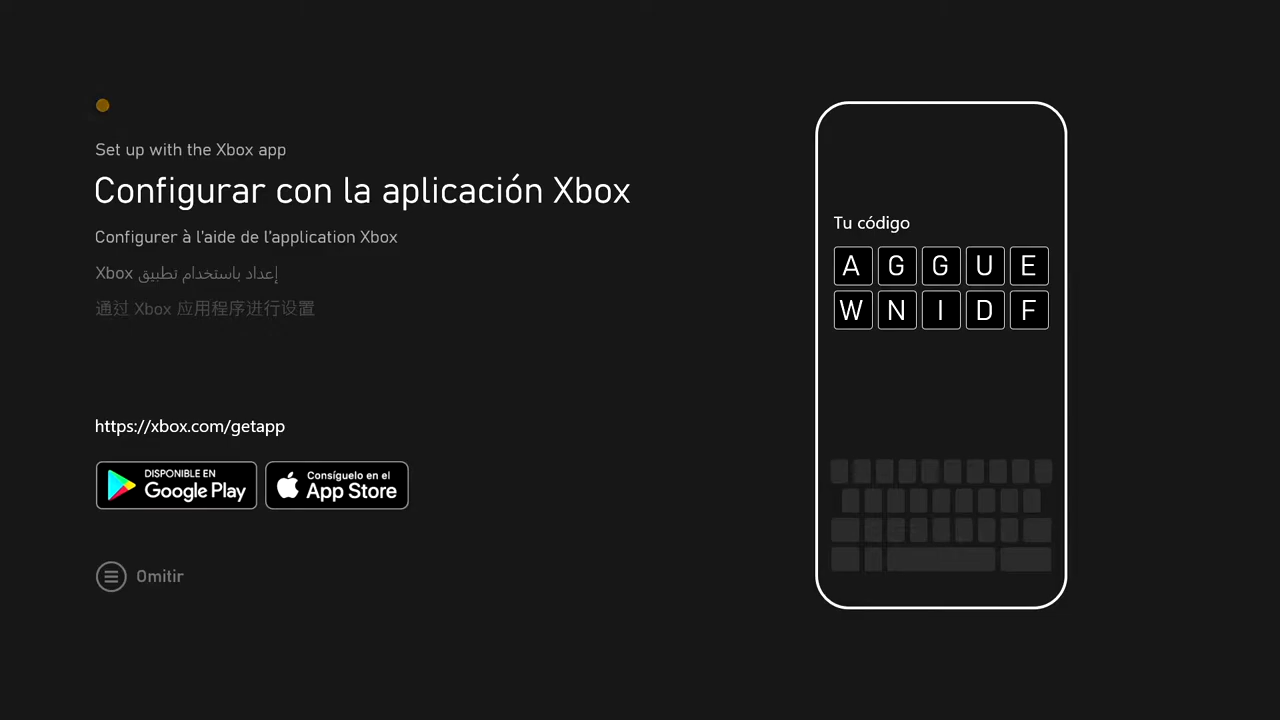 Set up with the Xbox app
Configurar con la aplicación Xbox
Configurer à l'aide de l'application Xbox
إعداد باستخدام تطبيق Xbox
通过 Xbox 应用程序进行设置
https://xbox.com/getapp
DISPONIBLE EN
Google Play
Consíguelo en el
App Store
Omitir
Tu código
A G G U E
W N I D F